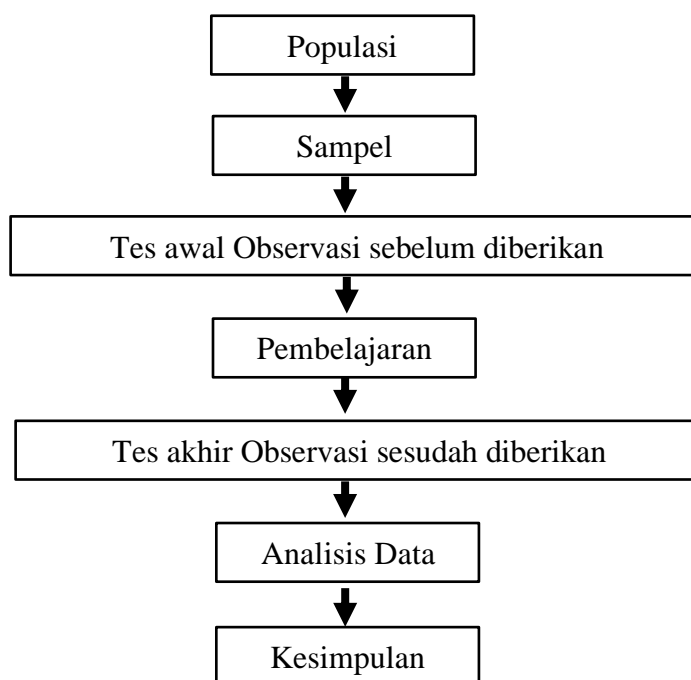 Populasi
Sampel
Tes awal Observasi sebelum diberikan
Pembelajaran
Tes akhir Observasi sesudah diberikan
Analisis Data
Kesimpulan